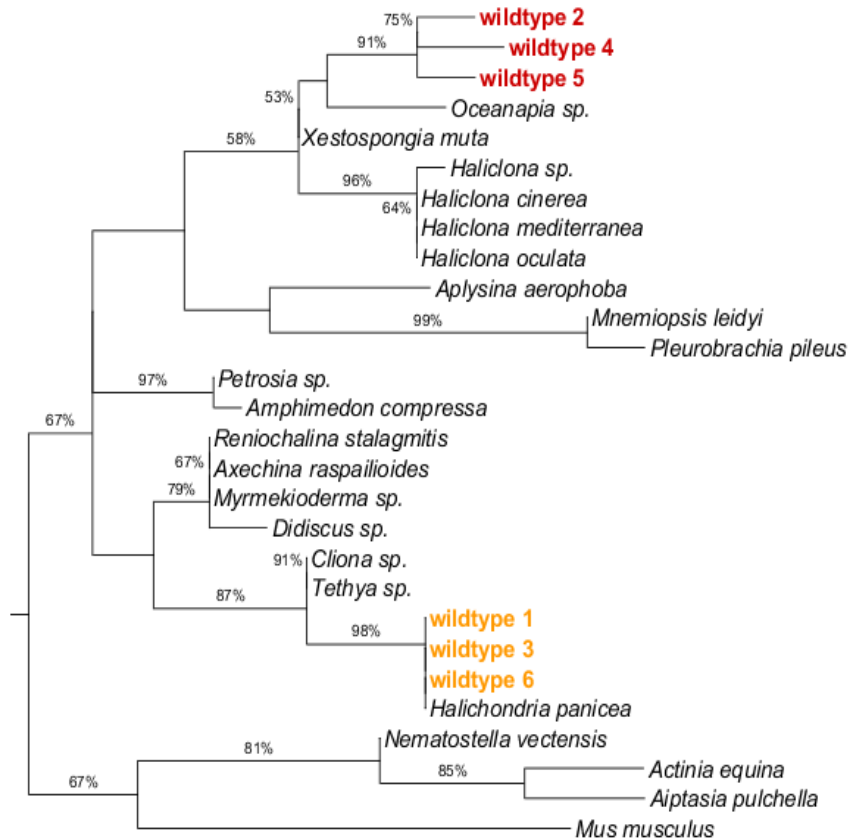 75%
wildtype 2
91%
wildtype 4
wildtype 5
53%
Oceanapia sp.
58%
Xestospongia muta
Haliclona sp.
96%
Haliclona cinerea
64%
Haliclona mediterranea
Haliclona oculata
Aplysina aerophoba
99%
Mnemiopsis leidyi
Pleurobrachia pileus
97%
Petrosia sp.
Amphimedon compressa
67%
Reniochalina stalagmitis
67%
Axechina raspailioides
79%
Myrmekioderma sp.
Didiscus sp.
91%
Cliona sp.
Tethya sp.
87%
wildtype 1
98%
wildtype 3
wildtype 6
Halichondria panicea
Nematostella vectensis
81%
85%
Actinia equina
67%
Aiptasia pulchella
Mus musculus